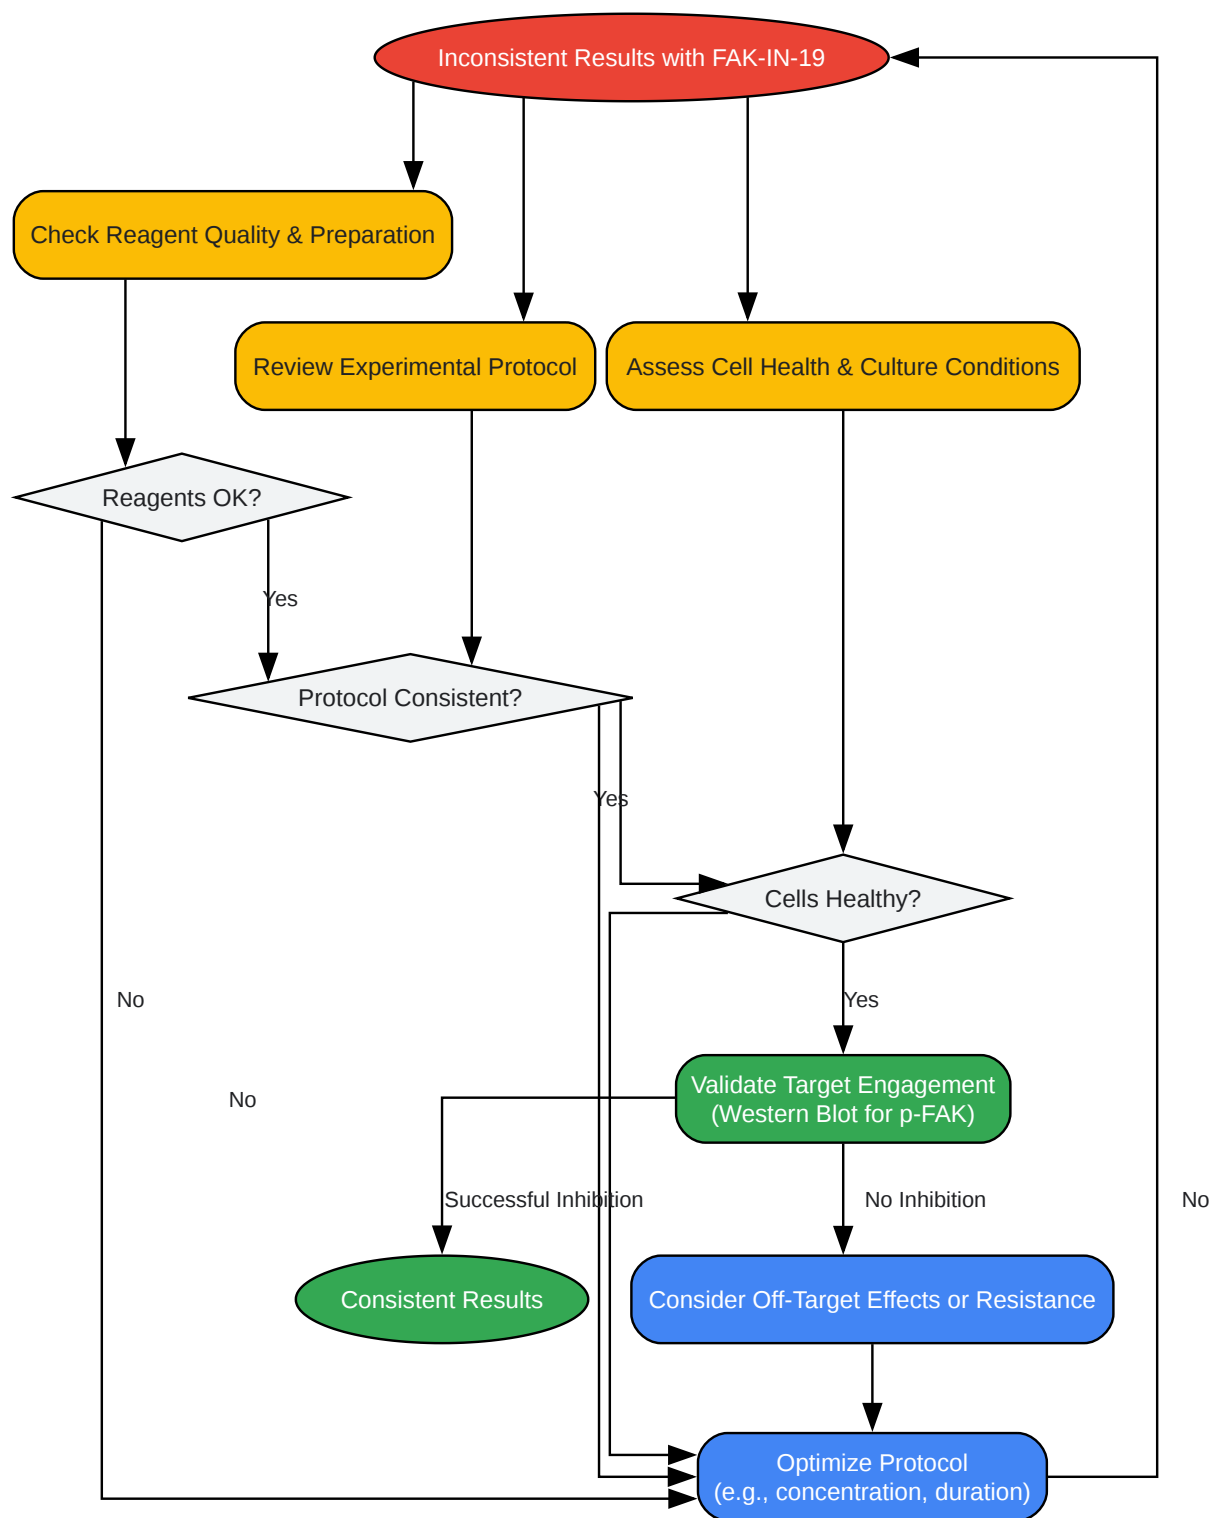 Inconsistent Results with FAK-IN-19
Check Reagent Quality & Preparation
Review Experimental Protocol
Assess Cell Health & Culture Conditions
Reagents OK?
Yes
Protocol Consistent?
Yes
Cells Healthy?
No
Yes
Validate Target Engagement
(Western Blot for p-FAK)
No
Successful Inhibition
No Inhibition
No
Consistent Results
Consider Off-Target Effects or Resistance
Optimize Protocol
(e.g., concentration, duration)